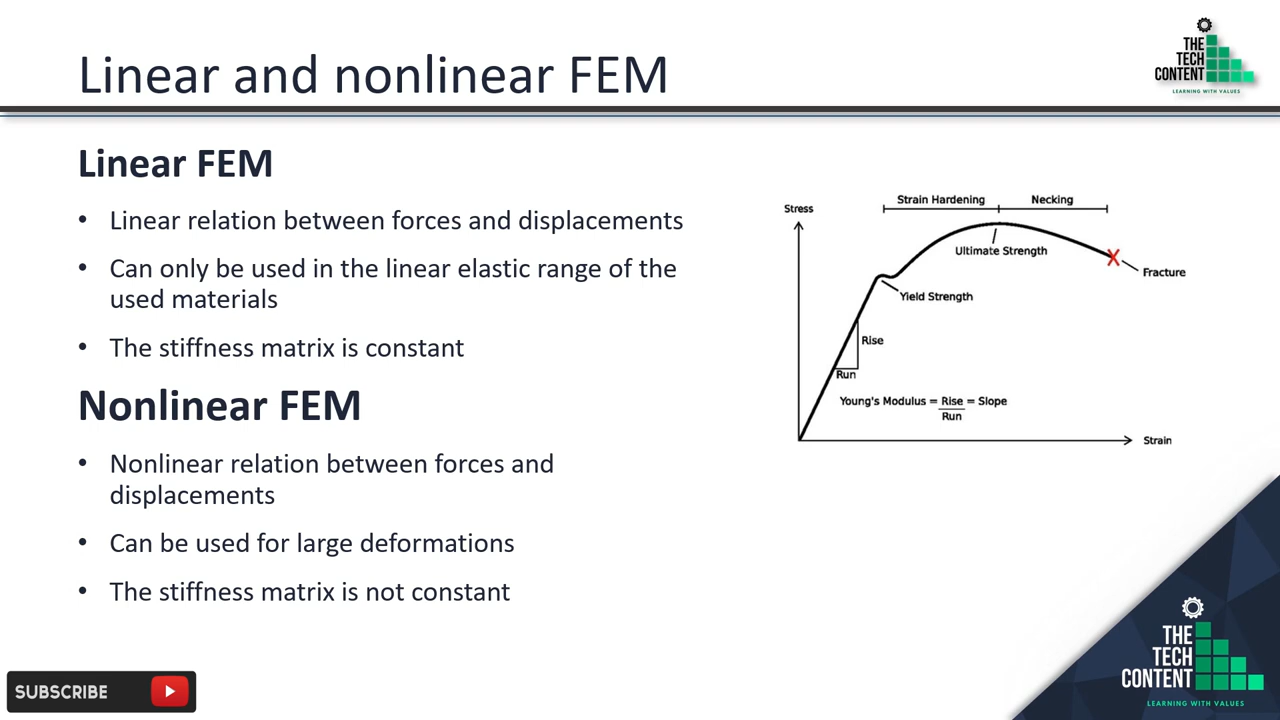 Linear and nonlinear FEM
THE
TECH
CONTENT
LEARNING WITH VALUES
Linear FEM
• Linear relation between forces and displacements
• Can only be used in the linear elastic range of the
used materials
• The stiffness matrix is constant
Nonlinear FEM
• Nonlinear relation between forces and
displacements
• Can be used for large deformations
• The stiffness matrix is not constant
Stress
Strain Hardening
Necking
Ultimate Strength
Fracture
Yield Strength
Rise
Run
Young's Modulus = Rise = Slope
Run
Strain
SUBSCRIBE
THE
TECH
CONTENT
LEARNING WITH VALUES